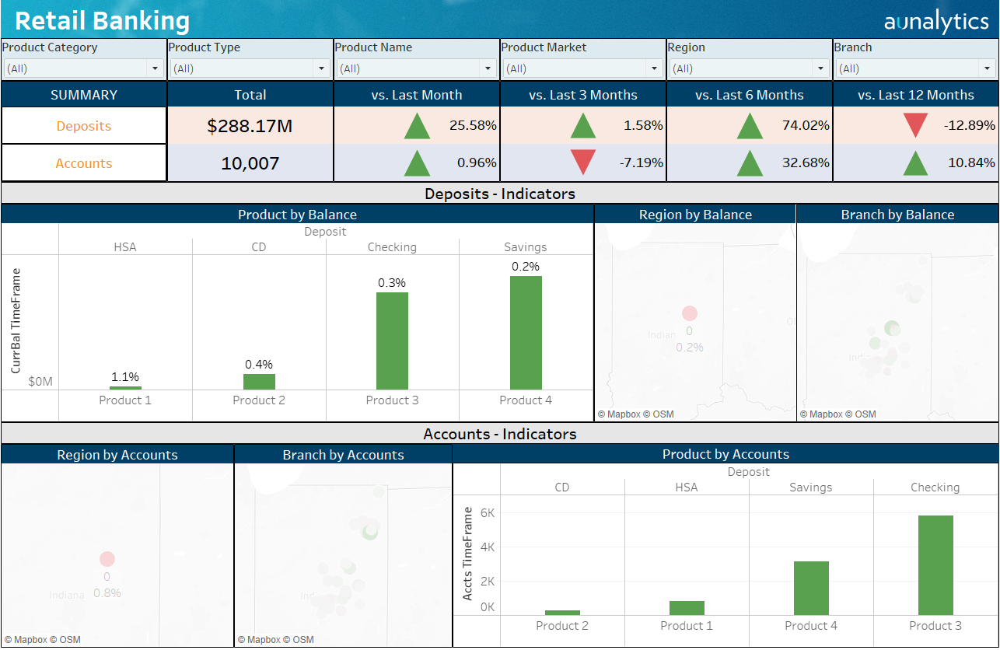 Retail Banking
aunalytics
Product Category
Product Type
Product Name
Product Market
Region
Branch
(All)
(All)
(All)
(All)
(All)
(All)
SUMMARY
Total
vs. Last Month
vs. Last 3 Months
vs. Last 6 Months
vs. Last 12 Months
Deposits
$288.17M
25.58%
1.58%
74.02%
-12.89%
Accounts
10,007
0.96%
-7.19%
32.68%
10.84%
Deposits - Indicators
Product by Balance
Deposit
HSA
CD
Checking
Savings
CurrBal TimeFrame
$0M
1.1%
0.4%
0.3%
0.2%
Product 1
Product 2
Product 3
Product 4
Region by Balance
Indian
0
0.2%
© Mapbox © OSM
Branch by Balance
© Mapbox © OSM
Accounts - Indicators
Region by Accounts
Indiana
0
0.8%
© Mapbox © OSM
Branch by Accounts
© Mapbox © OSM
Product by Accounts
Deposit
CD
HSA
Savings
Checking
Accts TimeFrame
6K
4K
2K
0K
Product 2
Product 1
Product 4
Product 3